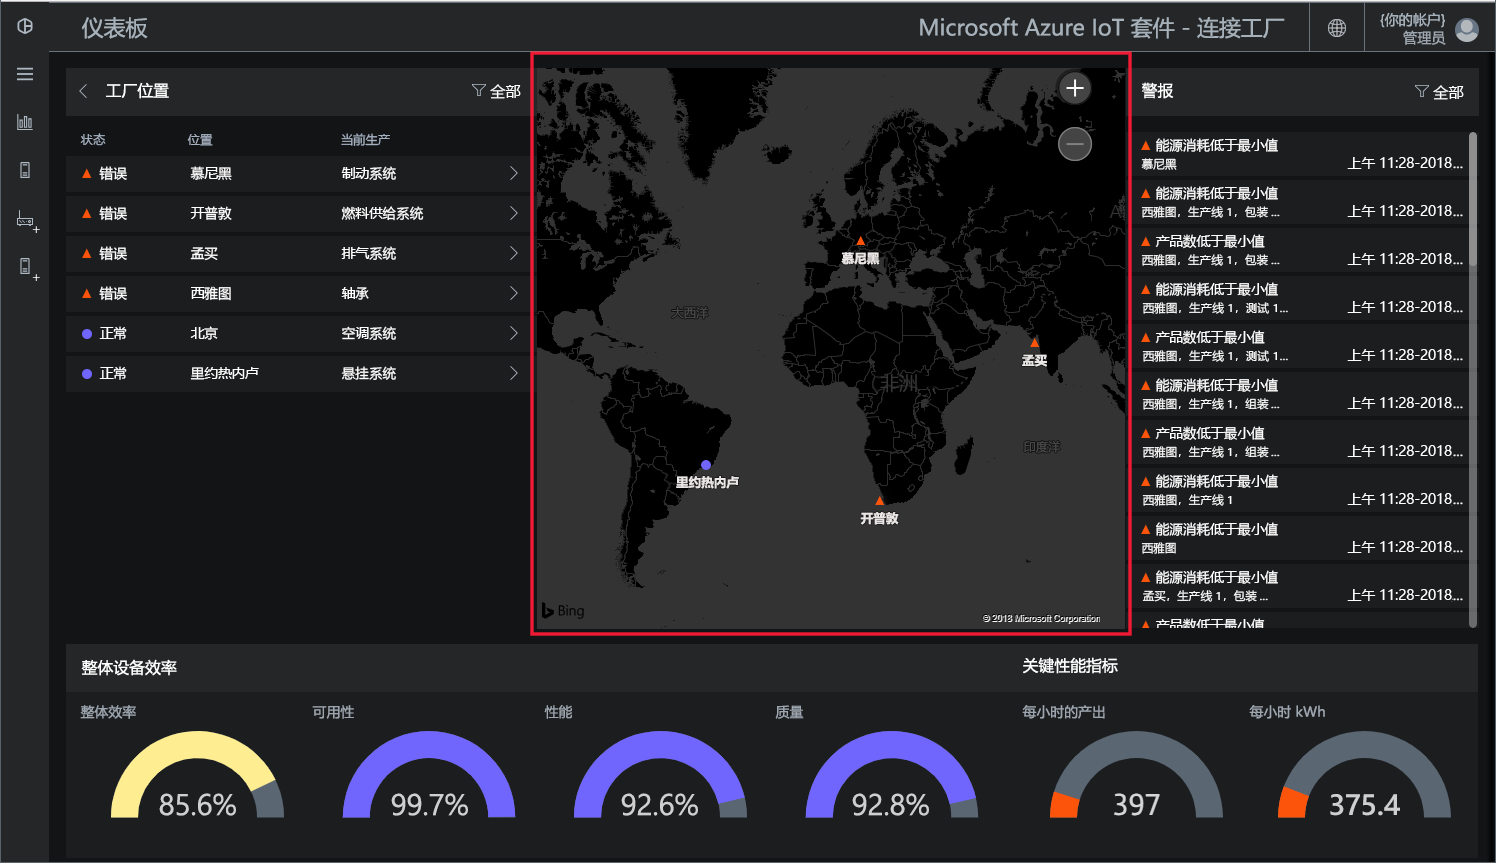 仪表板
Microsoft Azure IoT 套件 - 连接工厂
{你的帐户}
管理员
工厂位置
全部
状态 位置 当前生产
错误 慕尼黑 制动系统
错误 开普敦 燃料供给系统
错误 孟买 排气系统
错误 西雅图 轴承
正常 北京 空调系统
正常 里约热内卢 悬挂系统
大西洋
非洲
印度洋
慕尼黑
孟买
里约热内卢
开普敦
Bing
© 2018 Microsoft Corporation
警报
全部
能源消耗低于最小值
慕尼黑 上午 11:28-2018...
能源消耗低于最小值
西雅图，生产线 1，包装 ... 上午 11:28-2018...
产品数低于最小值
西雅图，生产线 1，包装 ... 上午 11:28-2018...
能源消耗低于最小值
西雅图，生产线 1，测试 1... 上午 11:28-2018...
产品数低于最小值
西雅图，生产线 1，测试 1... 上午 11:28-2018...
能源消耗低于最小值
西雅图，生产线 1，组装 ... 上午 11:28-2018...
产品数低于最小值
西雅图，生产线 1，组装 ... 上午 11:28-2018...
能源消耗低于最小值
西雅图，生产线 1 上午 11:28-2018...
能源消耗低于最小值
西雅图 上午 11:28-2018...
能源消耗低于最小值
孟买，生产线 1，包装 ... 上午 11:28-2018...
产品数低于最小值
整体设备效率
关键性能指标
整体效率 可用性 性能 质量 每小时的产出 每小时 kWh
85.6% 99.7% 92.6% 92.8% 397 375.4